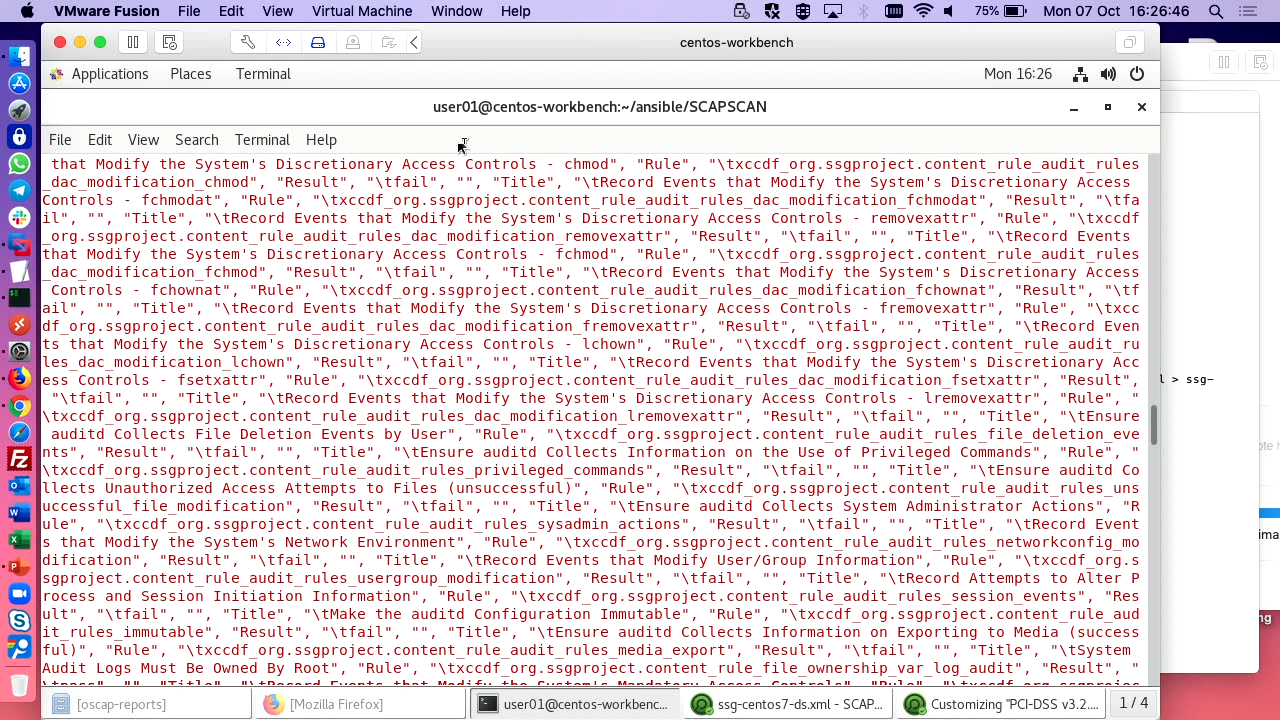 VMware Fusion File Edit View Virtual Machine Window Help 75% Mon 07 Oct 16:26:46
centos-workbench
Applications Places Terminal Mon 16:26
user01@centos-workbench:~/ansible/SCAPSCAN
File Edit View Search Terminal Help
that Modify the System's Discretionary Access Controls - chmod", "Rule", "\txccdf_org.ssgproject.content_rule_audit_rules
_dac_modification_chmod", "Result", "\tfail", "", "Title", "\tRecord Events that Modify the System's Discretionary Access
Controls - fchmodat", "Rule", "\txccdf_org.ssgproject.content_rule_audit_rules_dac_modification_fchmodat", "Result", "\tfa
il", "", "Title", "\tRecord Events that Modify the System's Discretionary Access Controls - removexattr", "Rule", "\txccdf
_org.ssgproject.content_rule_audit_rules_dac_modification_removexattr", "Result", "\tfail", "", "Title", "\tRecord Events
that Modify the System's Discretionary Access Controls - fchmod", "Rule", "\txccdf_org.ssgproject.content_rule_audit_rules
_dac_modification_fchmod", "Result", "\tfail", "", "Title", "\tRecord Events that Modify the System's Discretionary Access
Controls - fchownat", "Rule", "\txccdf_org.ssgproject.content_rule_audit_rules_dac_modification_fchownat", "Result", "\tf
ail", "", "Title", "\tRecord Events that Modify the System's Discretionary Access Controls - fremovexattr", "Rule", "\txcc
df_org.ssgproject.content_rule_audit_rules_dac_modification_fremovexattr", "Result", "\tfail", "", "Title", "\tRecord Even
ts that Modify the System's Discretionary Access Controls - lchown", "Rule", "\txccdf_org.ssgproject.content_rule_audit_ru
les_dac_modification_lchown", "Result", "\tfail", "", "Title", "\tRecord Events that Modify the System's Discretionary Acc
ess Controls - fsetxattr", "Rule", "\txccdf_org.ssgproject.content_rule_audit_rules_dac_modification_fsetxattr", "Result",
"\tfail", "", "Title", "\tRecord Events that Modify the System's Discretionary Access Controls - lremovexattr", "Rule", "
\txccdf_org.ssgproject.content_rule_audit_rules_dac_modification_lremovexattr", "Result", "\tfail", "", "Title", "\tEnsure
auditd Collects File Deletion Events by User", "Rule", "\txccdf_org.ssgproject.content_rule_audit_rules_file_deletion_eve
nts", "Result", "\tfail", "", "Title", "\tEnsure auditd Collects Information on the Use of Privileged Commands", "Rule", "
\txccdf_org.ssgproject.content_rule_audit_rules_privileged_commands", "Result", "\tfail", "", "Title", "\tEnsure auditd Co
llects Unauthorized Access Attempts to Files (unsuccessful)", "Rule", "\txccdf_org.ssgproject.content_rule_audit_rules_uns
uccessful_file_modification", "Result", "\tfail", "", "Title", "\tEnsure auditd Collects System Administrator Actions", "R
ule", "\txccdf_org.ssgproject.content_rule_audit_rules_sysadmin_actions", "Result", "\tfail", "", "Title", "\tRecord Event
s that Modify the System's Network Environment", "Rule", "\txccdf_org.ssgproject.content_rule_audit_rules_networkconfig_mo
dification", "Result", "\tfail", "", "Title", "\tRecord Events that Modify User/Group Information", "Rule", "\txccdf_org.s
sgproject.content_rule_audit_rules_usergroup_modification", "Result", "\tfail", "", "Title", "\tRecord Attempts to Alter P
rocess and Session Initiation Information", "Rule", "\txccdf_org.ssgproject.content_rule_audit_rules_session_events", "Res
ult", "\tfail", "", "Title", "\tMake the auditd Configuration Immutable", "Rule", "\txccdf_org.ssgproject.content_rule_aud
it_rules_immutable", "Result", "\tfail", "", "Title", "\tEnsure auditd Collects Information on Exporting to Media (success
ful)", "Rule", "\txccdf_org.ssgproject.content_rule_audit_rules_media_export", "Result", "\tfail", "", "Title", "\tSystem
Audit Logs Must Be Owned By Root", "Rule", "\txccdf_org.ssgproject.content_rule_file_ownership_var_log_audit", "Result", "
l > ssg-
[oscap-reports] [Mozilla Firefox] user01@centos-workbenc... ssg-centos7-ds.xml - SCAP... Customizing "PCI-DSS v3.2.... 1 / 4